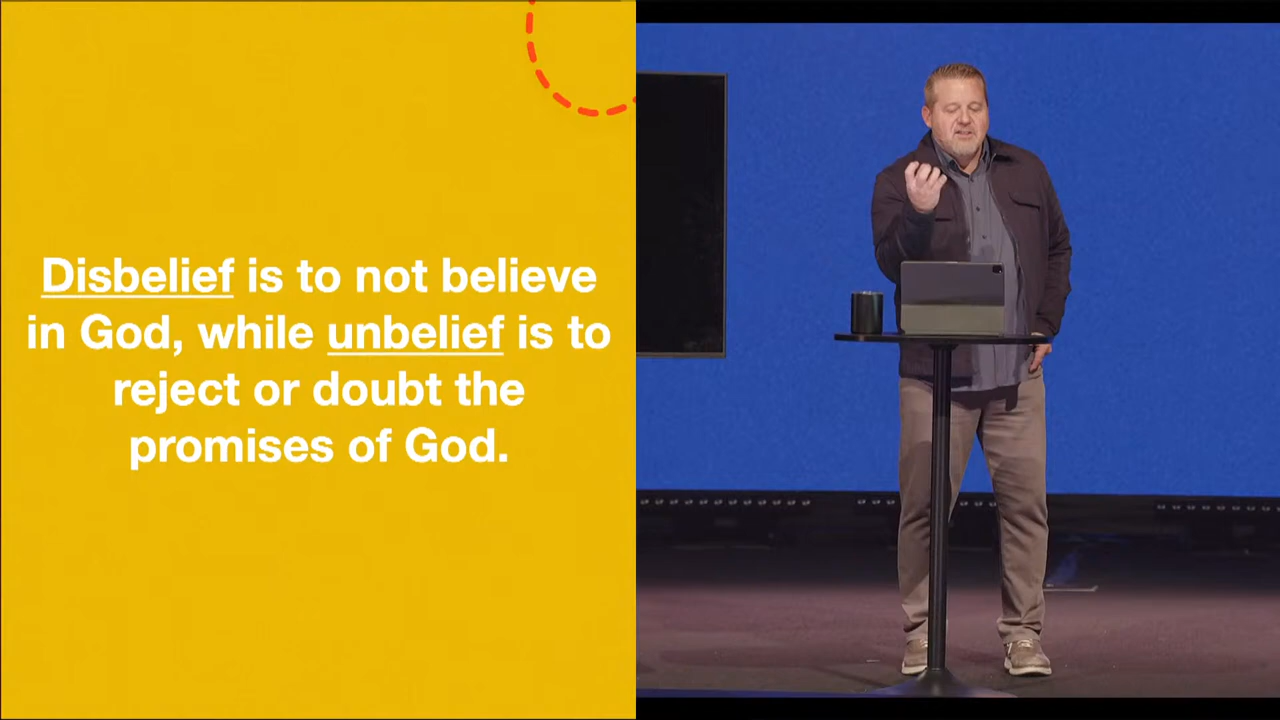 Disbelief is to not believe
in God, while unbelief is to
reject or doubt the
promises of God.